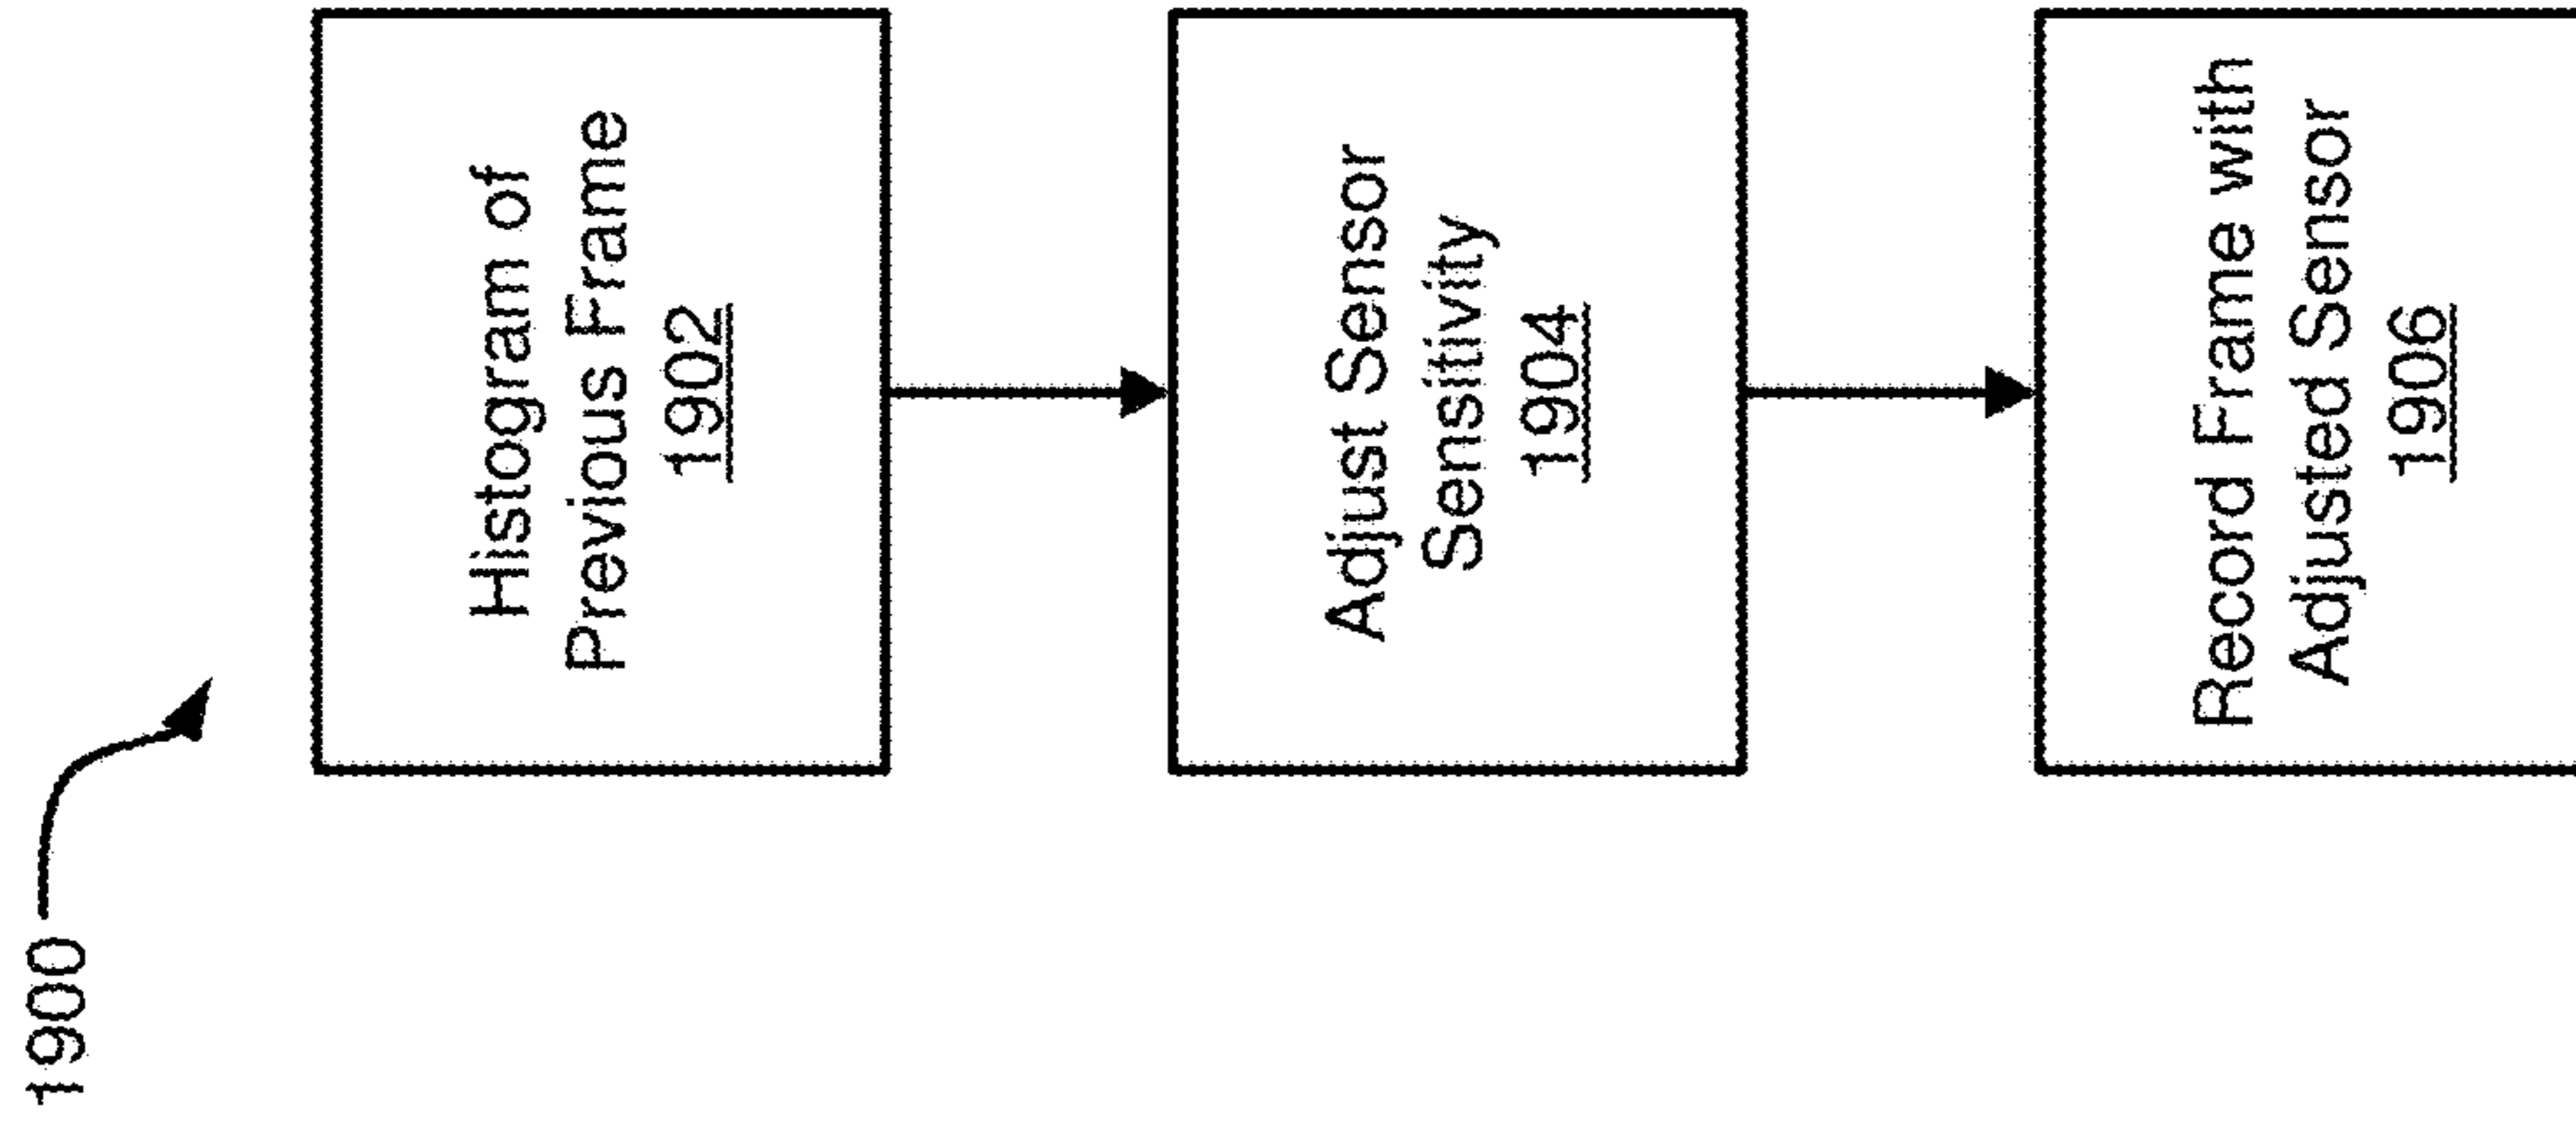 1900
Histogram of
Previous Frame
1902
Adjust Sensor
Sensitivity
1904
Record Frame with
Adjusted Sensor
1906